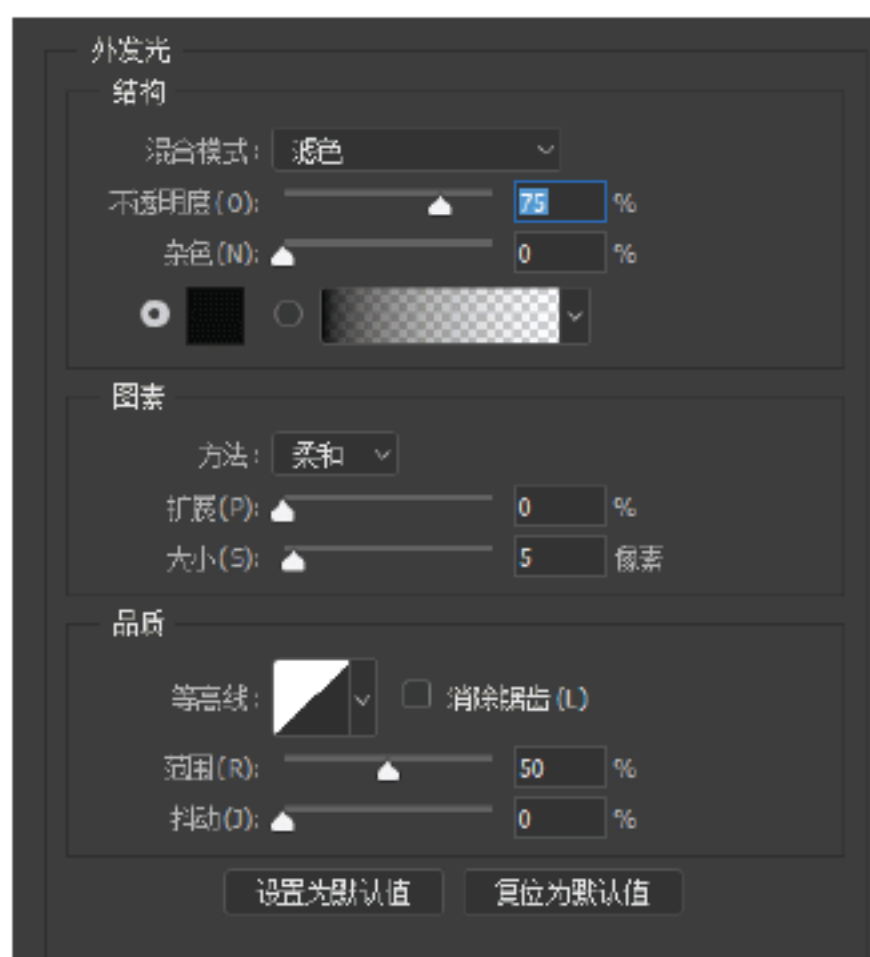 外发光
结构
混合模式： 滤色
不透明度(O): 75 %
杂色(N): 0 %
图素
方法： 柔和
扩展(P): 0 %
大小(S): 5 像素
品质
等高线： 消除锯齿(L)
范围(R): 50 %
抖动(J): 0 %
设置为默认值 复位为默认值